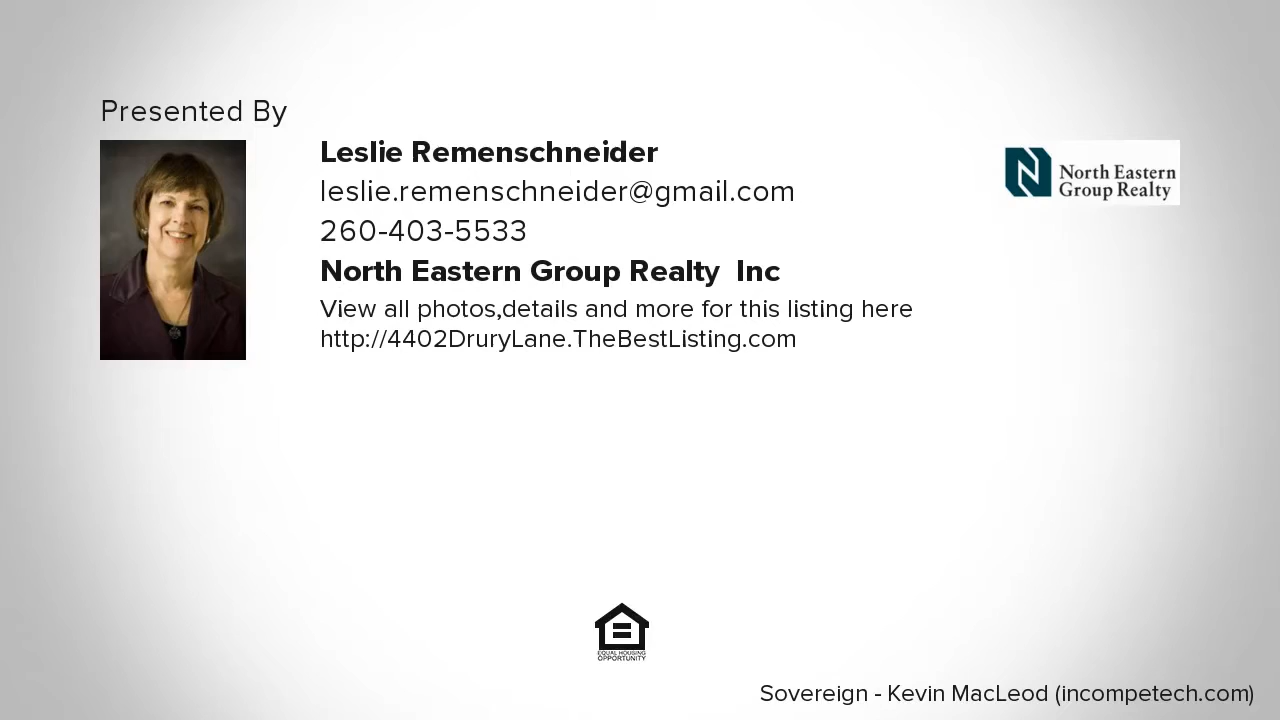 Presented By
Leslie Remenschneider
leslie.remenschneider@gmail.com
260-403-5533
North Eastern Group Realty  Inc
View all photos,details and more for this listing here
http://4402DruryLane.TheBestListing.com
North Eastern
Group Realty
EQUAL HOUSING
OPPORTUNITY
Sovereign - Kevin MacLeod (incompetech.com)